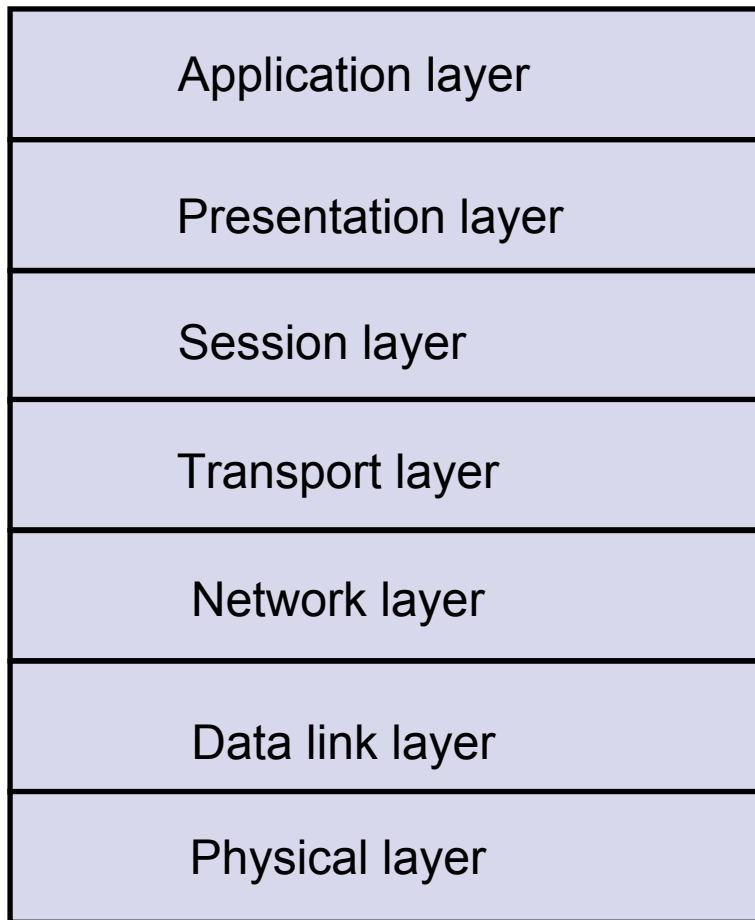 Application layer
Presentation layer
Session layer
Transport layer
Network layer
Data link layer
Physical layer